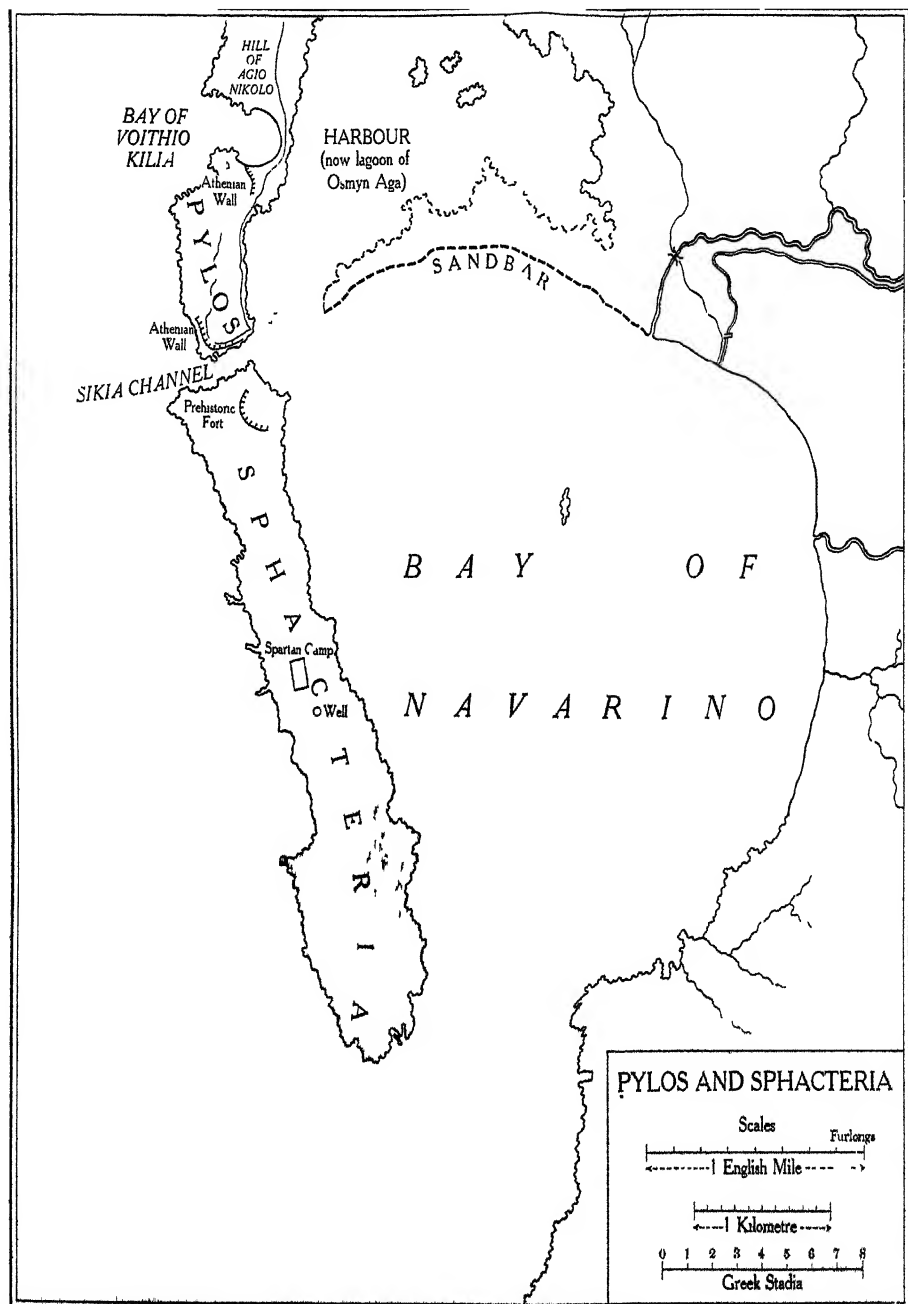 HILL
OF
AGIO
NIKOLO
BAY OF
VOITHIO
KILIA
HARBOUR
(now lagoon of
Osmyn Aga)
Athenian
Wall
PYLOS
SANDBAR
Athenian
Wall
SIKIA CHANNEL
Prehistoric
Fort
SPHACTERIA
BAY OF
NAVARINO
Spartan Camp
Well
PYLOS AND SPHACTERIA
Scales
Furlongs
1 English Mile
1 Kilometre
0 1 2 3 4 5 6 7 8
Greek Stadia